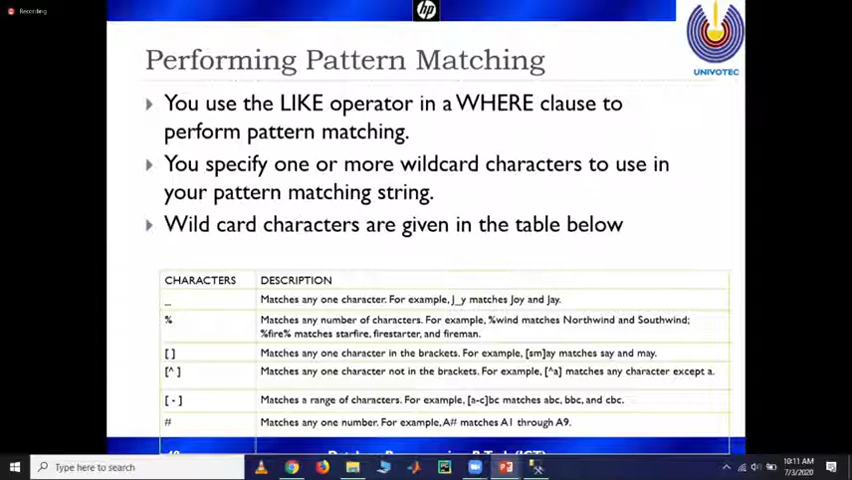 Recording
hp
UNIVOTEC
Performing Pattern Matching
You use the LIKE operator in a WHERE clause to
perform pattern matching.
You specify one or more wildcard characters to use in
your pattern matching string.
Wild card characters are given in the table below
CHARACTERS DESCRIPTION
_ Matches any one character. For example, J_y matches Joy and Jay.
% Matches any number of characters. For example, %wind matches Northwind and Southwind;
%fire% matches starfire, firestarter, and fireman.
[ ] Matches any one character in the brackets. For example, [sm]ay matches say and may.
[^ ] Matches any one character not in the brackets. For example, [^a] matches any character except a.
[ - ] Matches a range of characters. For example, [a-c]bc matches abc, bbc, and cbc.
# Matches any one number. For example, A# matches A1 through A9.
Type here to search
10:11 AM
7/3/2020